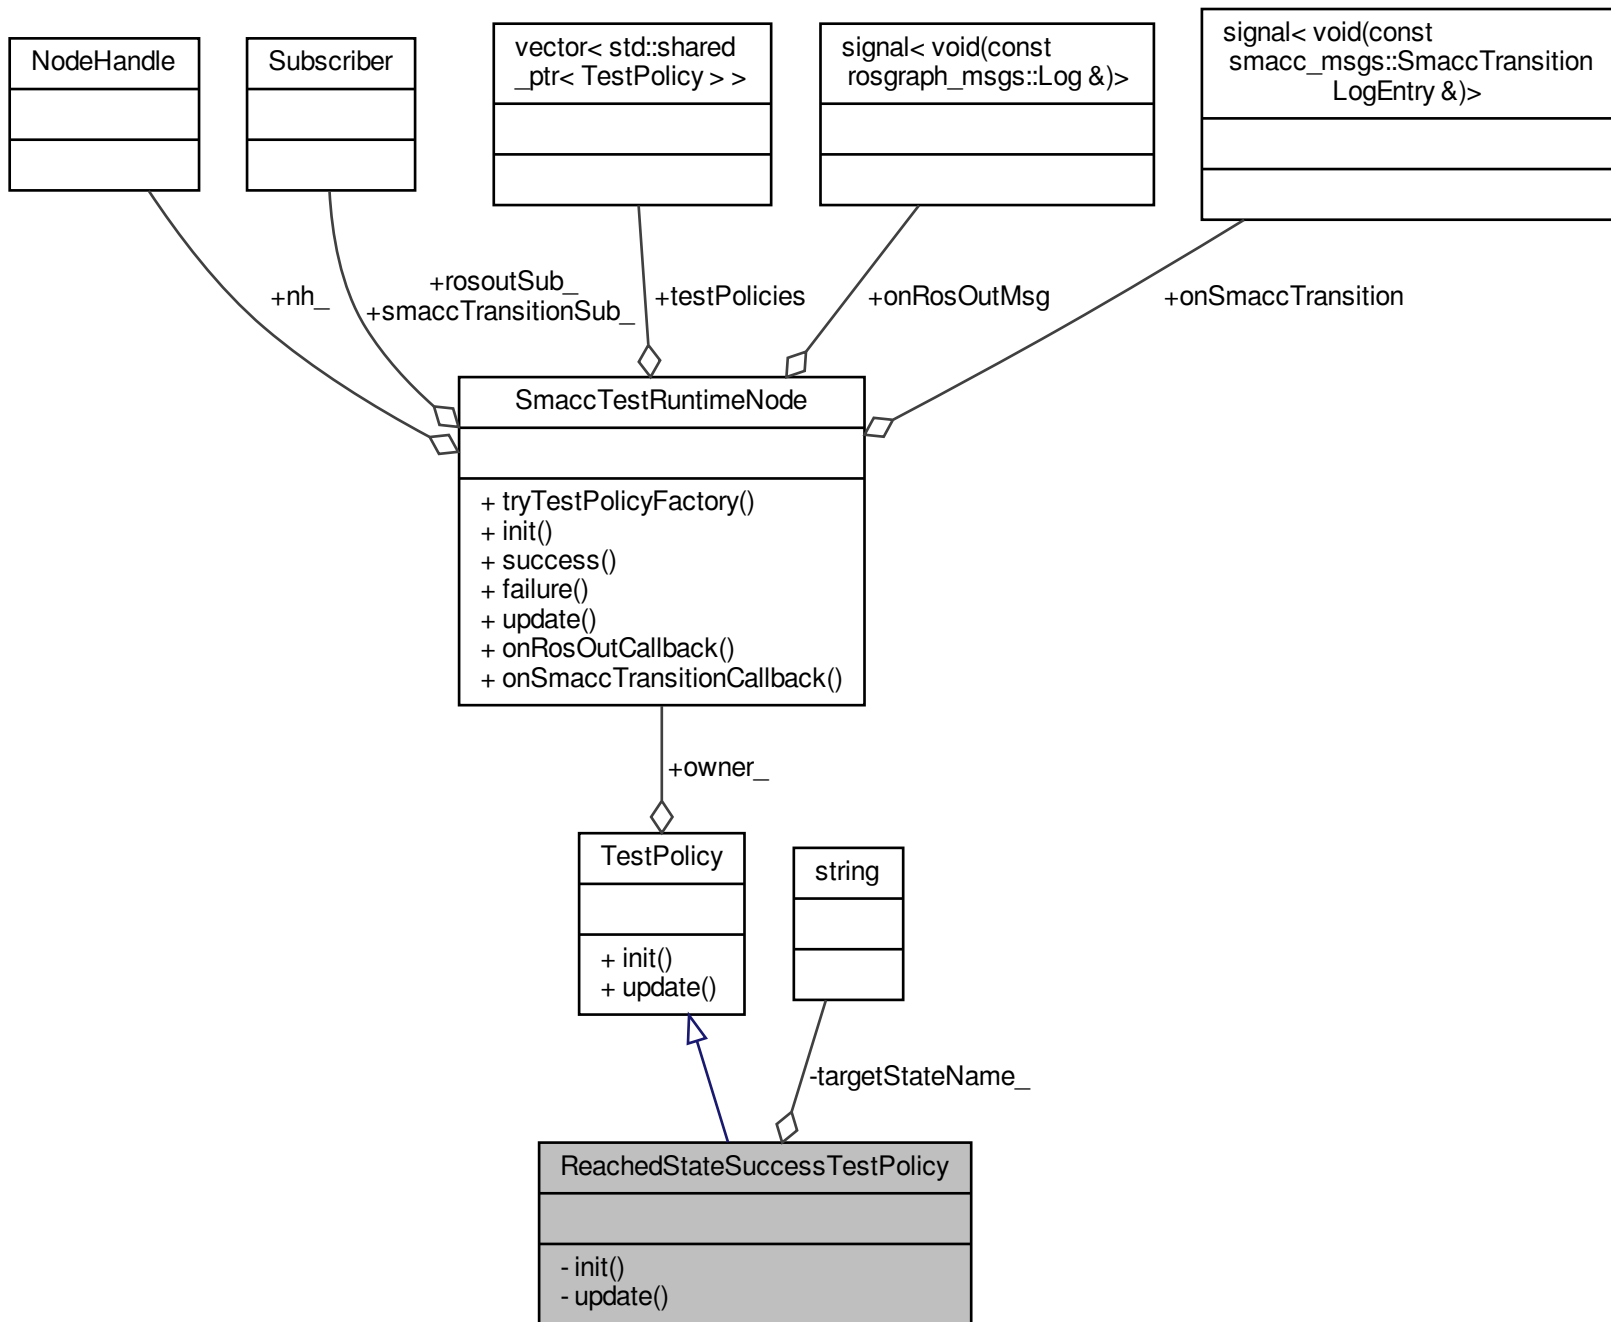 NodeHandle
Subscriber
vector< std::shared
_ptr< TestPolicy > >
signal< void(const
rosgraph_msgs::Log &)>
signal< void(const
smacc_msgs::SmaccTransition
LogEntry &)>
+nh_
+rosoutSub_
+smaccTransitionSub_
+testPolicies
+onRosOutMsg
+onSmaccTransition
SmaccTestRuntimeNode
+ tryTestPolicyFactory()
+ init()
+ success()
+ failure()
+ update()
+ onRosOutCallback()
+ onSmaccTransitionCallback()
+owner_
TestPolicy
+ init()
+ update()
string
-targetStateName_
ReachedStateSuccessTestPolicy
- init()
- update()